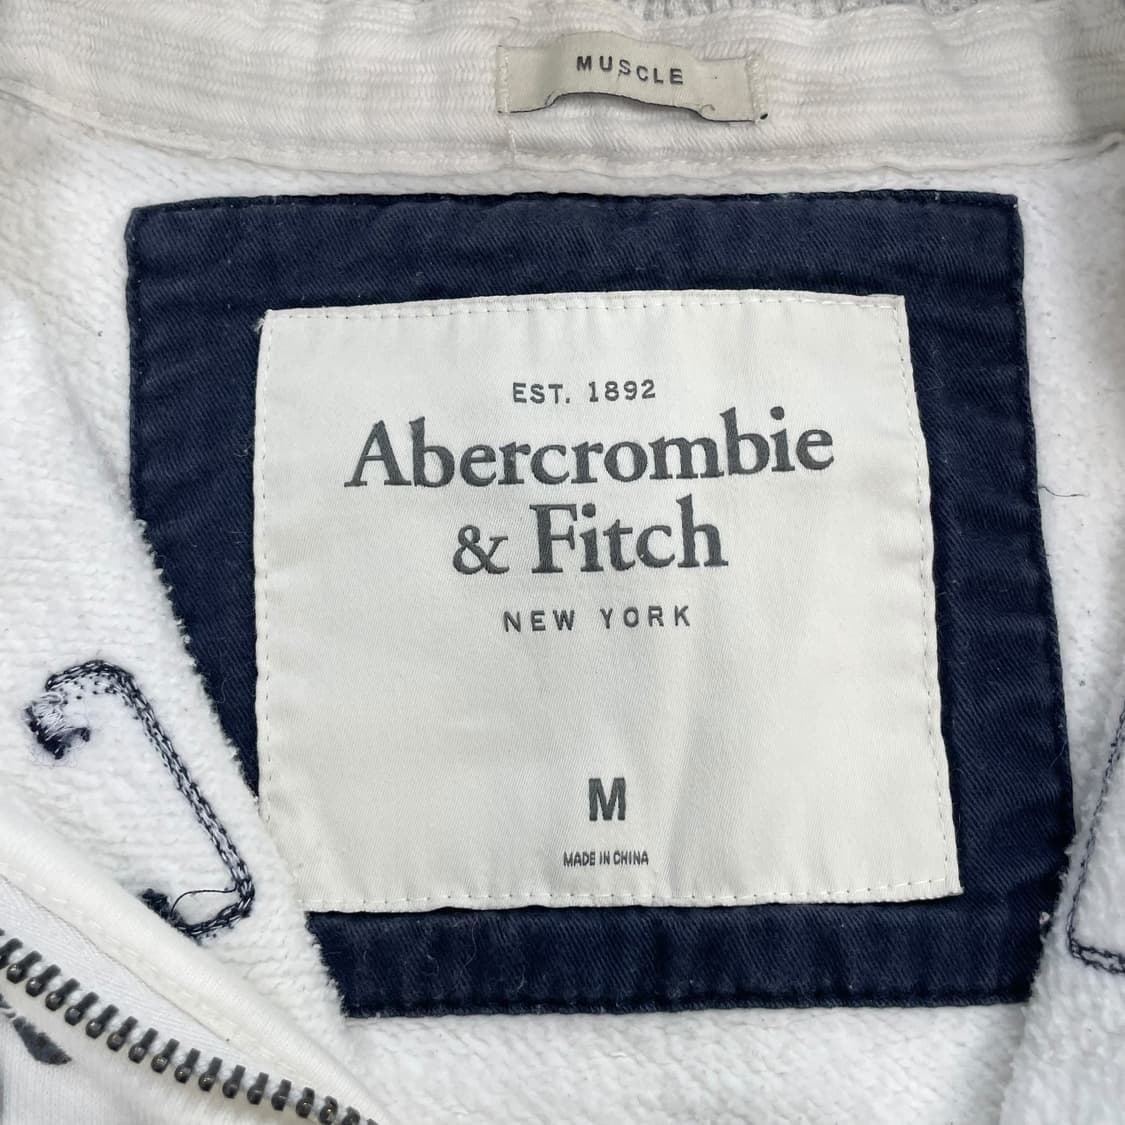 MUSCLE
EST. 1892
Abercrombie
& Fitch
NEW YORK
M
MADE IN CHINA